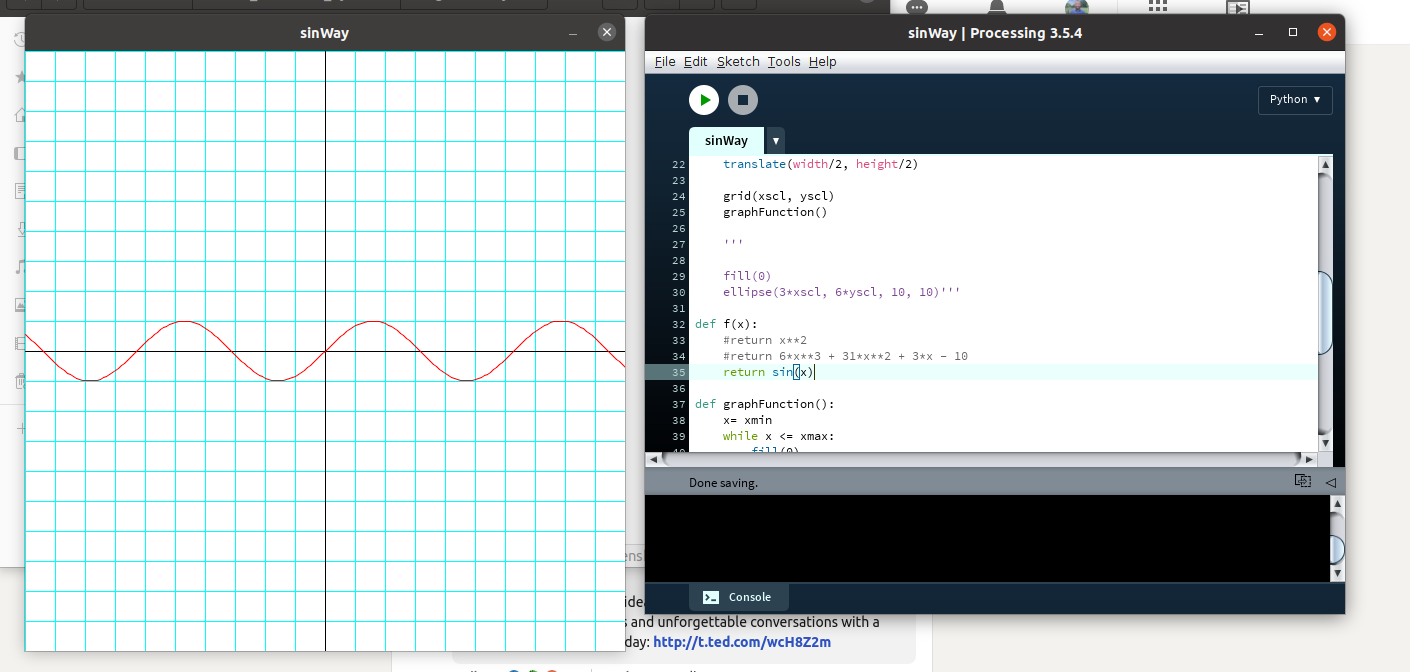 sinWay
sinWay | Processing 3.5.4
File Edit Sketch Tools Help
Python ▾
sinWay ▾
22 translate(width/2, height/2)
23
24 grid(xscl, yscl)
25 graphFunction()
26
27 '''
28
29 fill(0)
30 ellipse(3*xscl, 6*yscl, 10, 10)'''
31
32 def f(x):
33 #return x**2
34 #return 6*x**3 + 31*x**2 + 3*x - 10
35 return sin(x)
36
37 def graphFunction():
38 x= xmin
39 while x <= xmax:
40 fill(0)
Done saving.
Console
s and unforgettable conversations with a
day: http://t.ted.com/wcH8Z2m